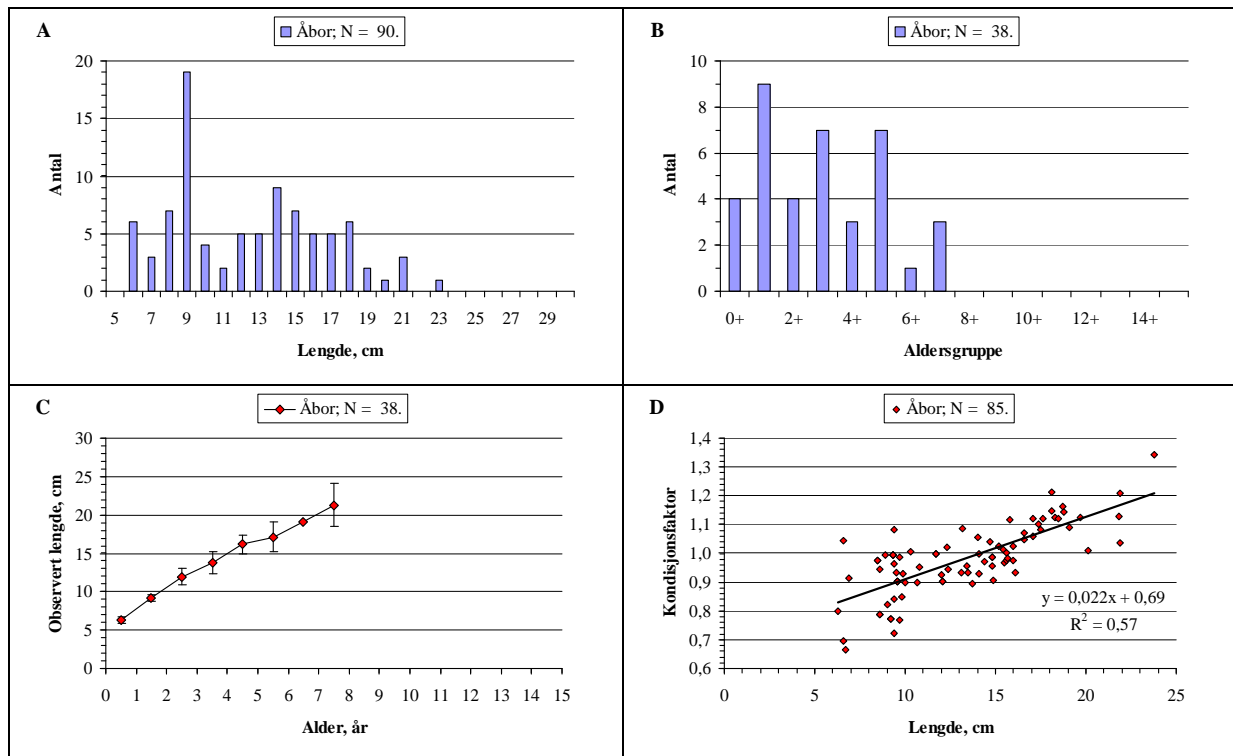 A
Åbor; N = 90.
Antal
20
15
10
5
0
5 7 9 11 13 15 17 19 21 23 25 27 29
Lengde, cm
B
Åbor; N = 38.
Antal
10
8
6
4
2
0
0+ 2+ 4+ 6+ 8+ 10+ 12+ 14+
Aldersgruppe
C
Åbor; N = 38.
Observert lengde, cm
30
25
20
15
10
5
0
0 1 2 3 4 5 6 7 8 9 10 11 12 13 14 15
Alder, år
D
Åbor; N = 85.
Kondisjonsfaktor
1,4
1,3
1,2
1,1
1,0
0,9
0,8
0,7
0,6
y = 0,022x + 0,69
R² = 0,57
0 5 10 15 20 25
Lengde, cm